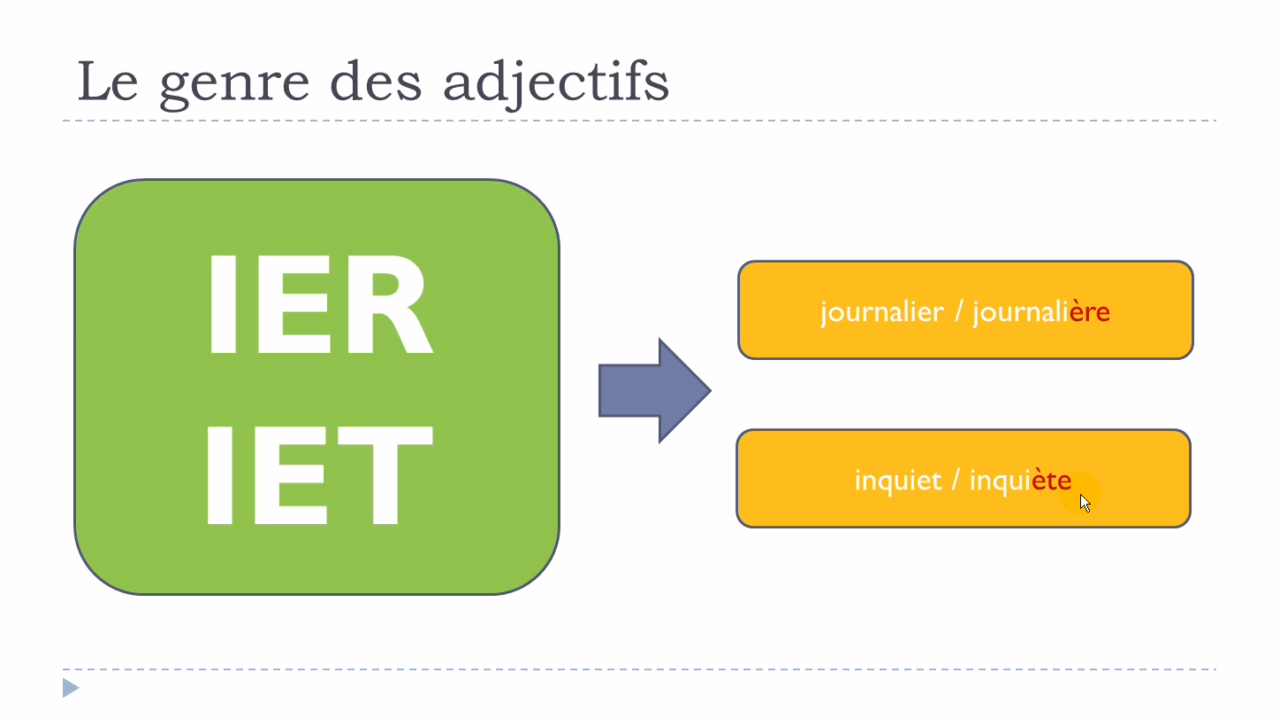 Le genre des adjectifs
IER
IET
journalier / journalière
inquiet / inquiète